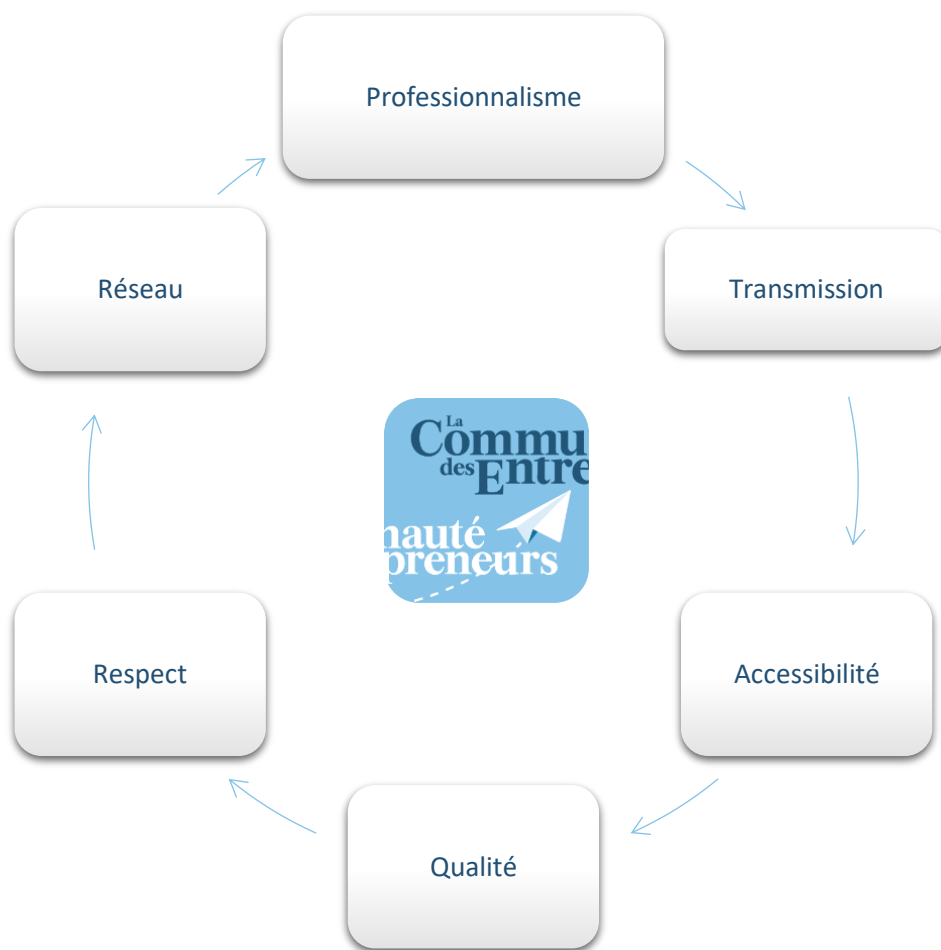 Professionnalisme
Transmission
Accessibilité
Qualité
Respect
Réseau
La
Commu
des Entre
nauté
preneurs